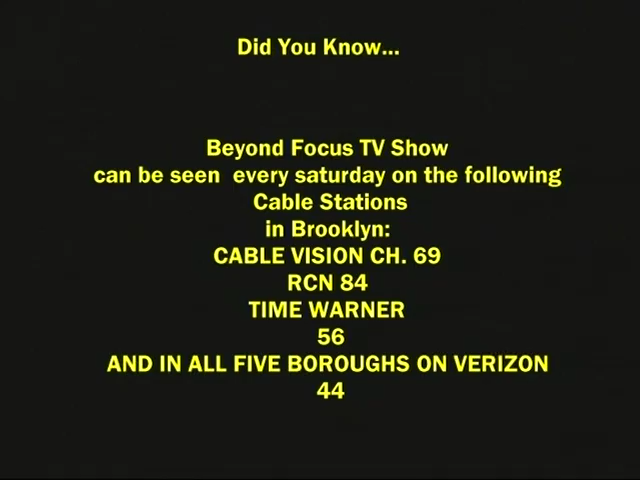 Did You Know...
Beyond Focus TV Show
can be seen  every saturday on the following
Cable Stations
in Brooklyn:
CABLE VISION CH. 69
RCN 84
TIME WARNER
56
AND IN ALL FIVE BOROUGHS ON VERIZON
44